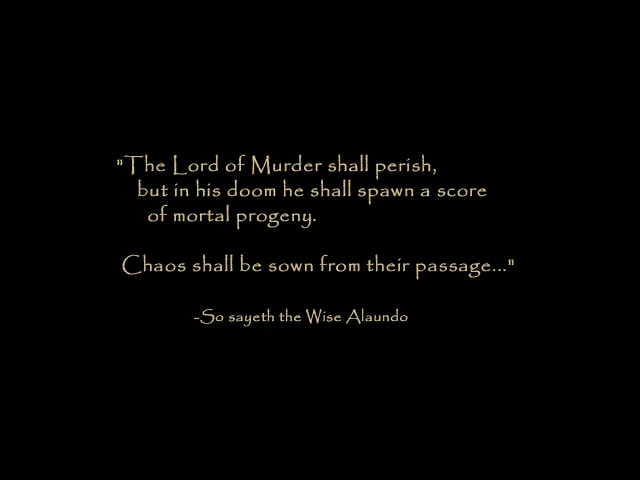 "The Lord of Murder shall perish,
but in his doom he shall spawn a score
of mortal progeny.
Chaos shall be sown from their passage..."
-So sayeth the Wise Alaundo